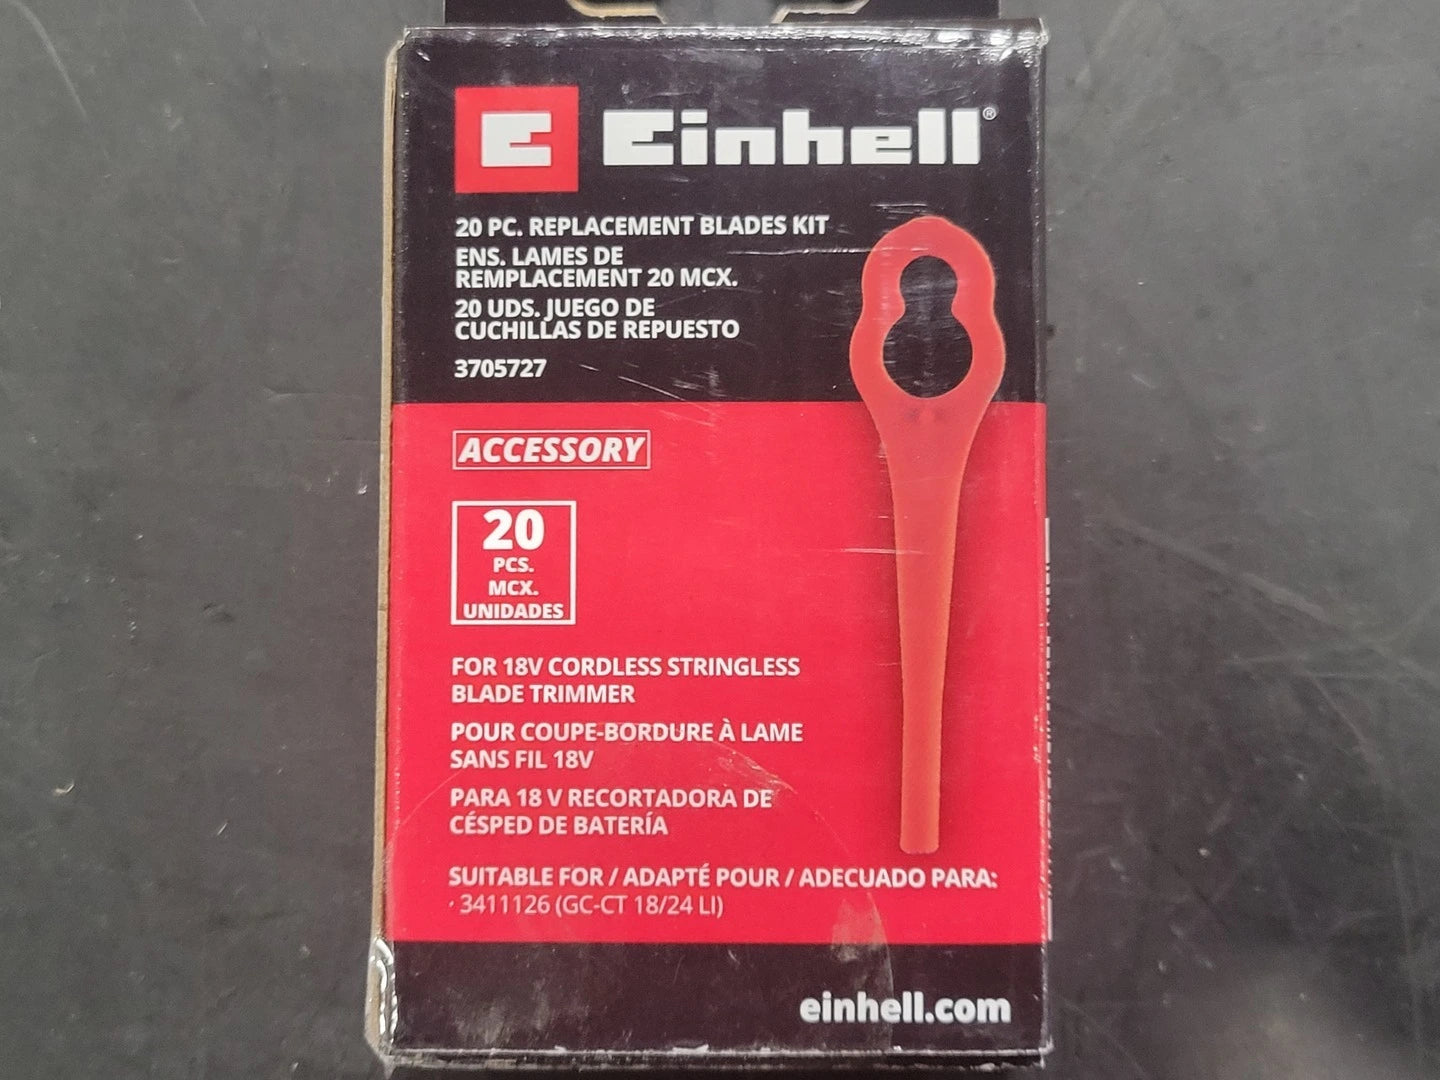 Einhell®
20 PC. REPLACEMENT BLADES KIT
ENS. LAMES DE
REMPLACEMENT 20 MCX.
20 UDS. JUEGO DE
CUCHILLAS DE REPUESTO
3705727
ACCESSORY
20
PCS.
MCX.
UNIDADES
FOR 18V CORDLESS STRINGLESS
BLADE TRIMMER
POUR COUPE-BORDURE À LAME
SANS FIL 18V
PARA 18 V RECORTADORA DE
CÉSPED DE BATERÍA
SUITABLE FOR / ADAPTÉ POUR / ADECUADO PARA:
· 3411126 (GC-CT 18/24 LI)
einhell.com